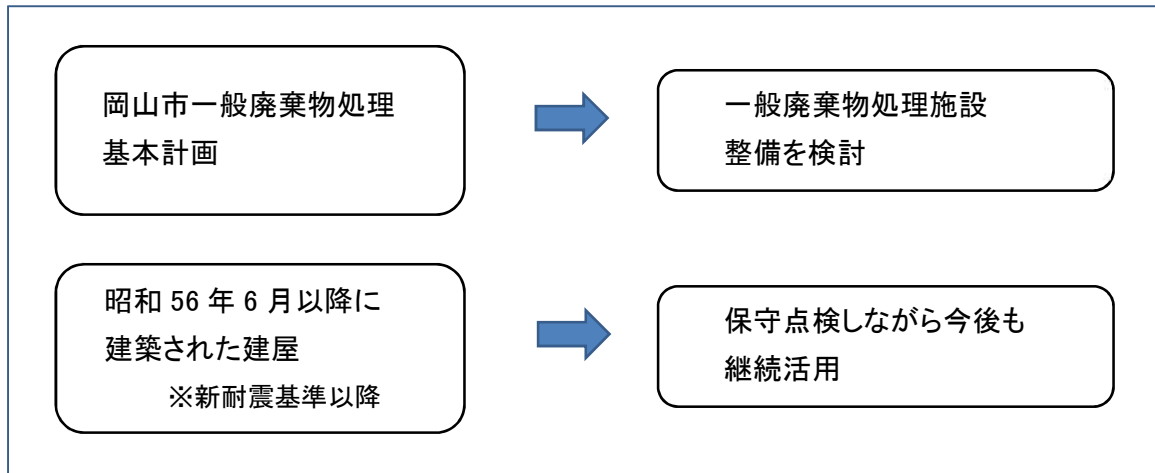 岡山市一般廃棄物処理
基本計画
一般廃棄物処理施設
整備を検討
昭和 56 年 6 月以降に
建築された建屋
※新耐震基準以降
保守点検しながら今後も
継続活用